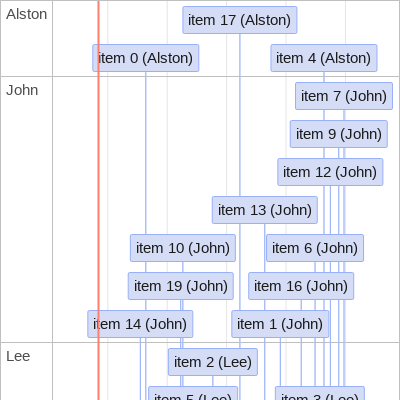 Alston
item 17 (Alston)
item 0 (Alston)
item 4 (Alston)
John
item 7 (John)
item 9 (John)
item 12 (John)
item 13 (John)
item 10 (John)
item 6 (John)
item 19 (John)
item 16 (John)
item 14 (John)
item 1 (John)
Lee
item 2 (Lee)
item 5 (Lee)
item 3 (Lee)